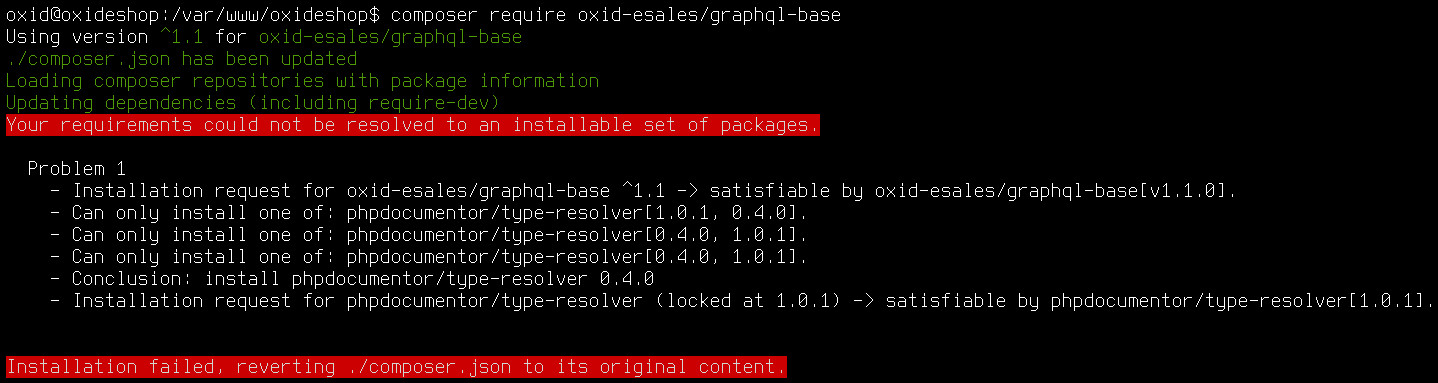 oxid@oxideshop:/var/www/oxideshop$ composer require oxid-esales/graphql-base
Using version ^1.1 for oxid-esales/graphql-base
./composer.json has been updated
Loading composer repositories with package information
Updating dependencies (including require-dev)
Your requirements could not be resolved to an installable set of packages.
Problem 1
- Installation request for oxid-esales/graphql-base ^1.1 -> satisfiable by oxid-esales/graphql-base[v1.1.0].
- Can only install one of: phpdocumentor/type-resolver[1.0.1, 0.4.0].
- Can only install one of: phpdocumentor/type-resolver[0.4.0, 1.0.1].
- Can only install one of: phpdocumentor/type-resolver[0.4.0, 1.0.1].
- Conclusion: install phpdocumentor/type-resolver 0.4.0
- Installation request for phpdocumentor/type-resolver (locked at 1.0.1) -> satisfiable by phpdocumentor/type-resolver[1.0.1].
Installation failed, reverting ./composer.json to its original content.